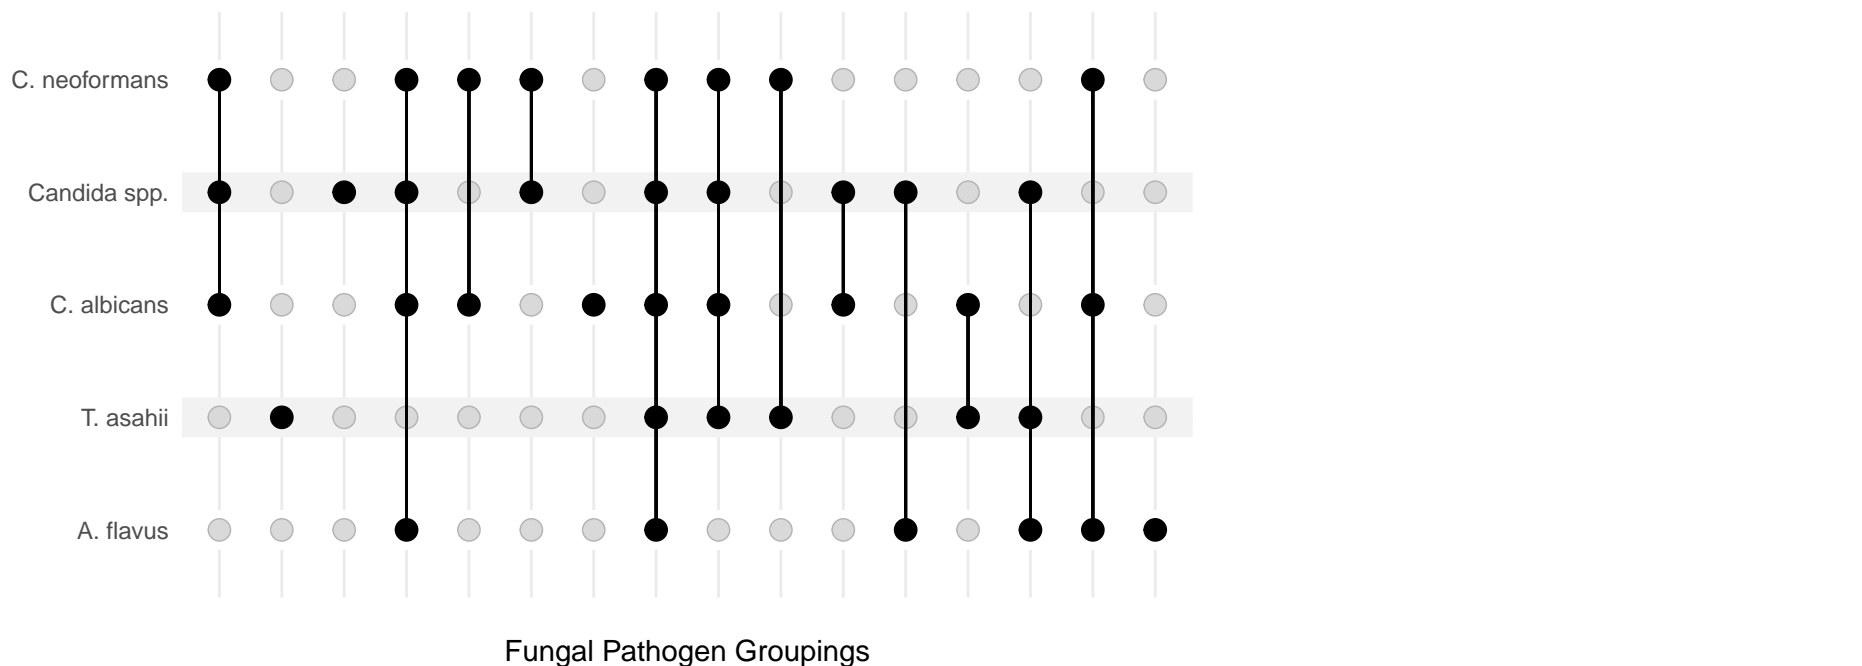 C. neoformans
Candida spp.
C. albicans
T. asahii
A. flavus
Fungal Pathogen Groupings